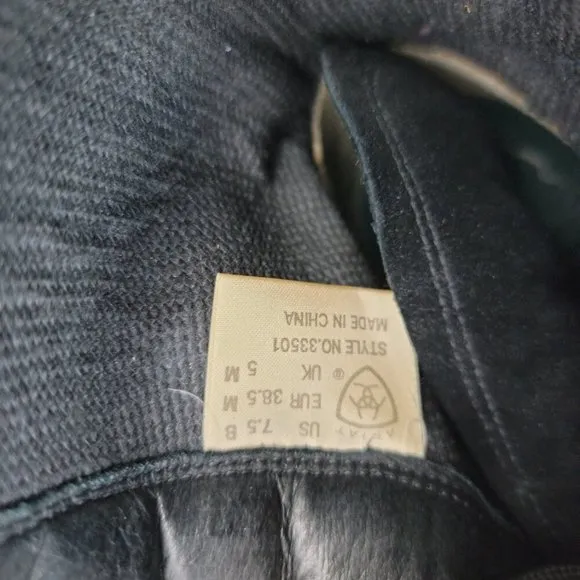 US 7.5 B
EUR 38.5 M
® UK 5 M
STYLE NO.33501
MADE IN CHINA